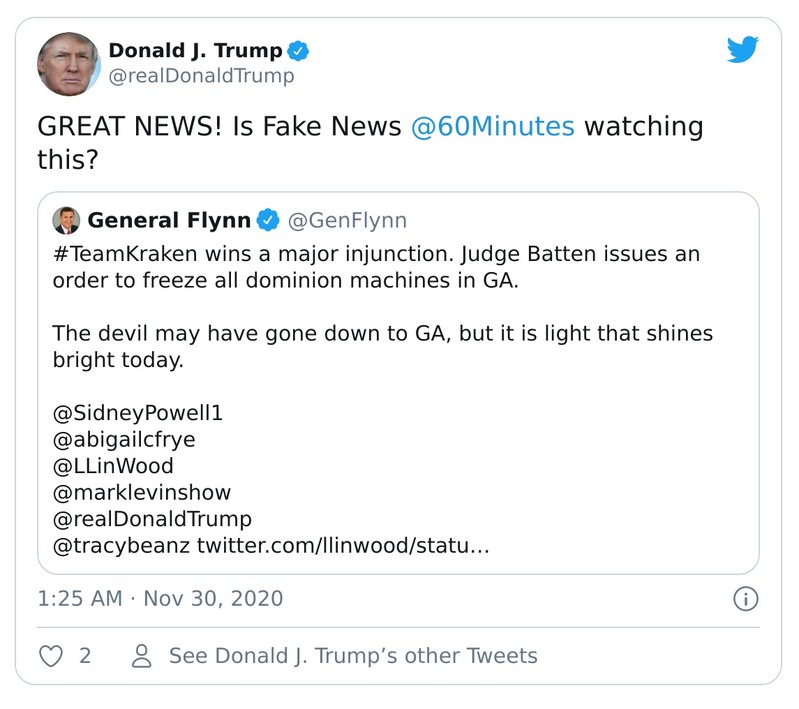 Donald J. Trump
@realDonaldTrump
GREAT NEWS! Is Fake News @60Minutes watching
this?
General Flynn @GenFlynn
#TeamKraken wins a major injunction. Judge Batten issues an
order to freeze all dominion machines in GA.
The devil may have gone down to GA, but it is light that shines
bright today.
@SidneyPowell1
@abigailcfrye
@LLinWood
@marklevinshow
@realDonaldTrump
@tracybeanz twitter.com/llinwood/statu…
1:25 AM · Nov 30, 2020
2 See Donald J. Trump’s other Tweets